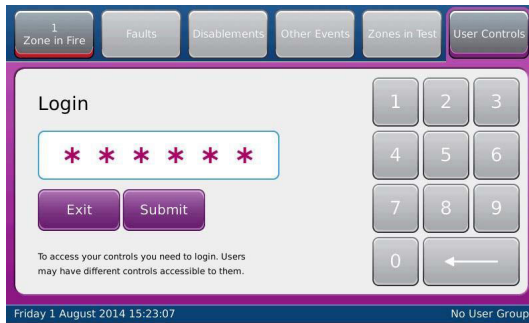 1
Zone in Fire
Faults
Disablements
Other Events
Zones in Test
User Controls
Login
* * * * * *
Exit
Submit
To access your controls you need to login. Users
may have different controls accessible to them.
1 2 3
4 5 6
7 8 9
0
Friday 1 August 2014 15:23:07
No User Group